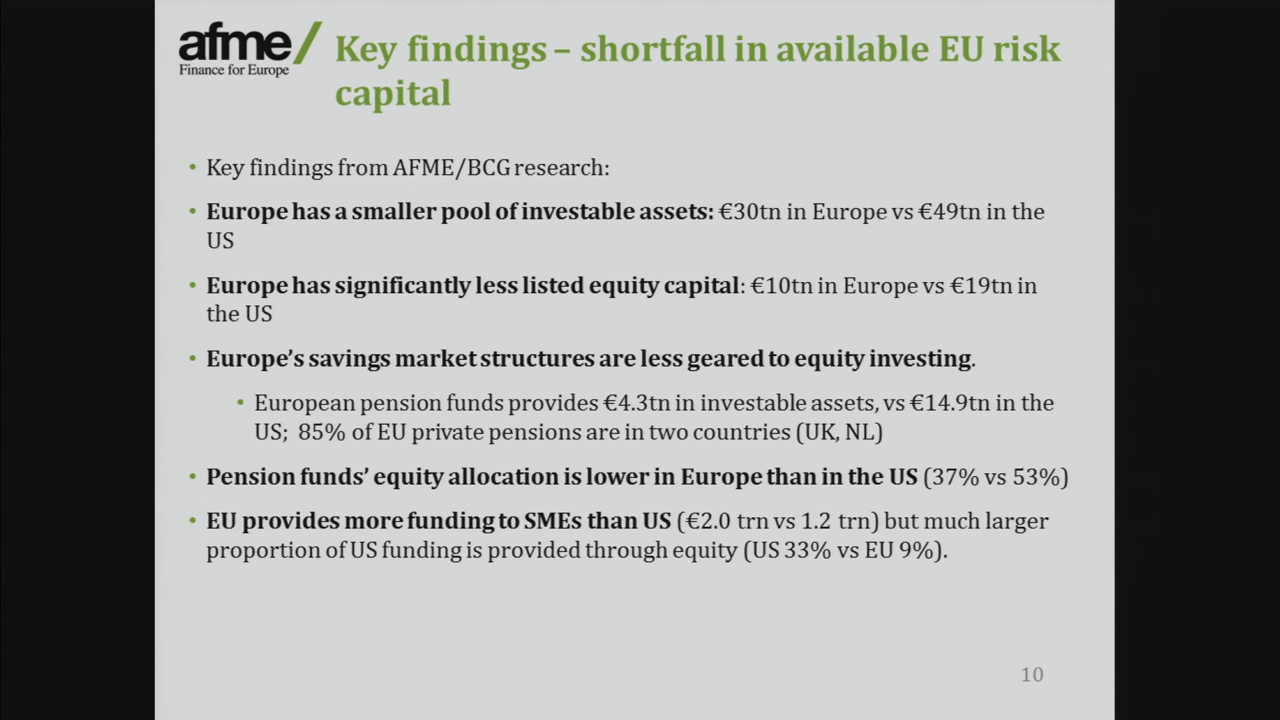 afme/
Finance for Europe
Key findings – shortfall in available EU risk
capital
• Key findings from AFME/BCG research:
• Europe has a smaller pool of investable assets: €30tn in Europe vs €49tn in the
US
• Europe has significantly less listed equity capital: €10tn in Europe vs €19tn in
the US
• Europe's savings market structures are less geared to equity investing.
• European pension funds provides €4.3tn in investable assets, vs €14.9tn in the
US; 85% of EU private pensions are in two countries (UK, NL)
• Pension funds' equity allocation is lower in Europe than in the US (37% vs 53%)
• EU provides more funding to SMEs than US (€2.0 trn vs 1.2 trn) but much larger
proportion of US funding is provided through equity (US 33% vs EU 9%).
10